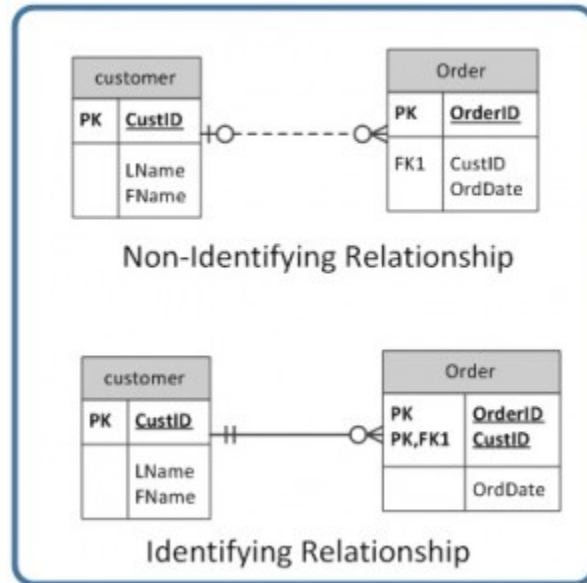 customer
PK CustID
LName
FName
Order
PK OrderID
FK1 CustID
OrdDate
Non-Identifying Relationship
customer
PK CustID
LName
FName
Order
PK OrderID
PK,FK1 CustID
OrdDate
Identifying Relationship